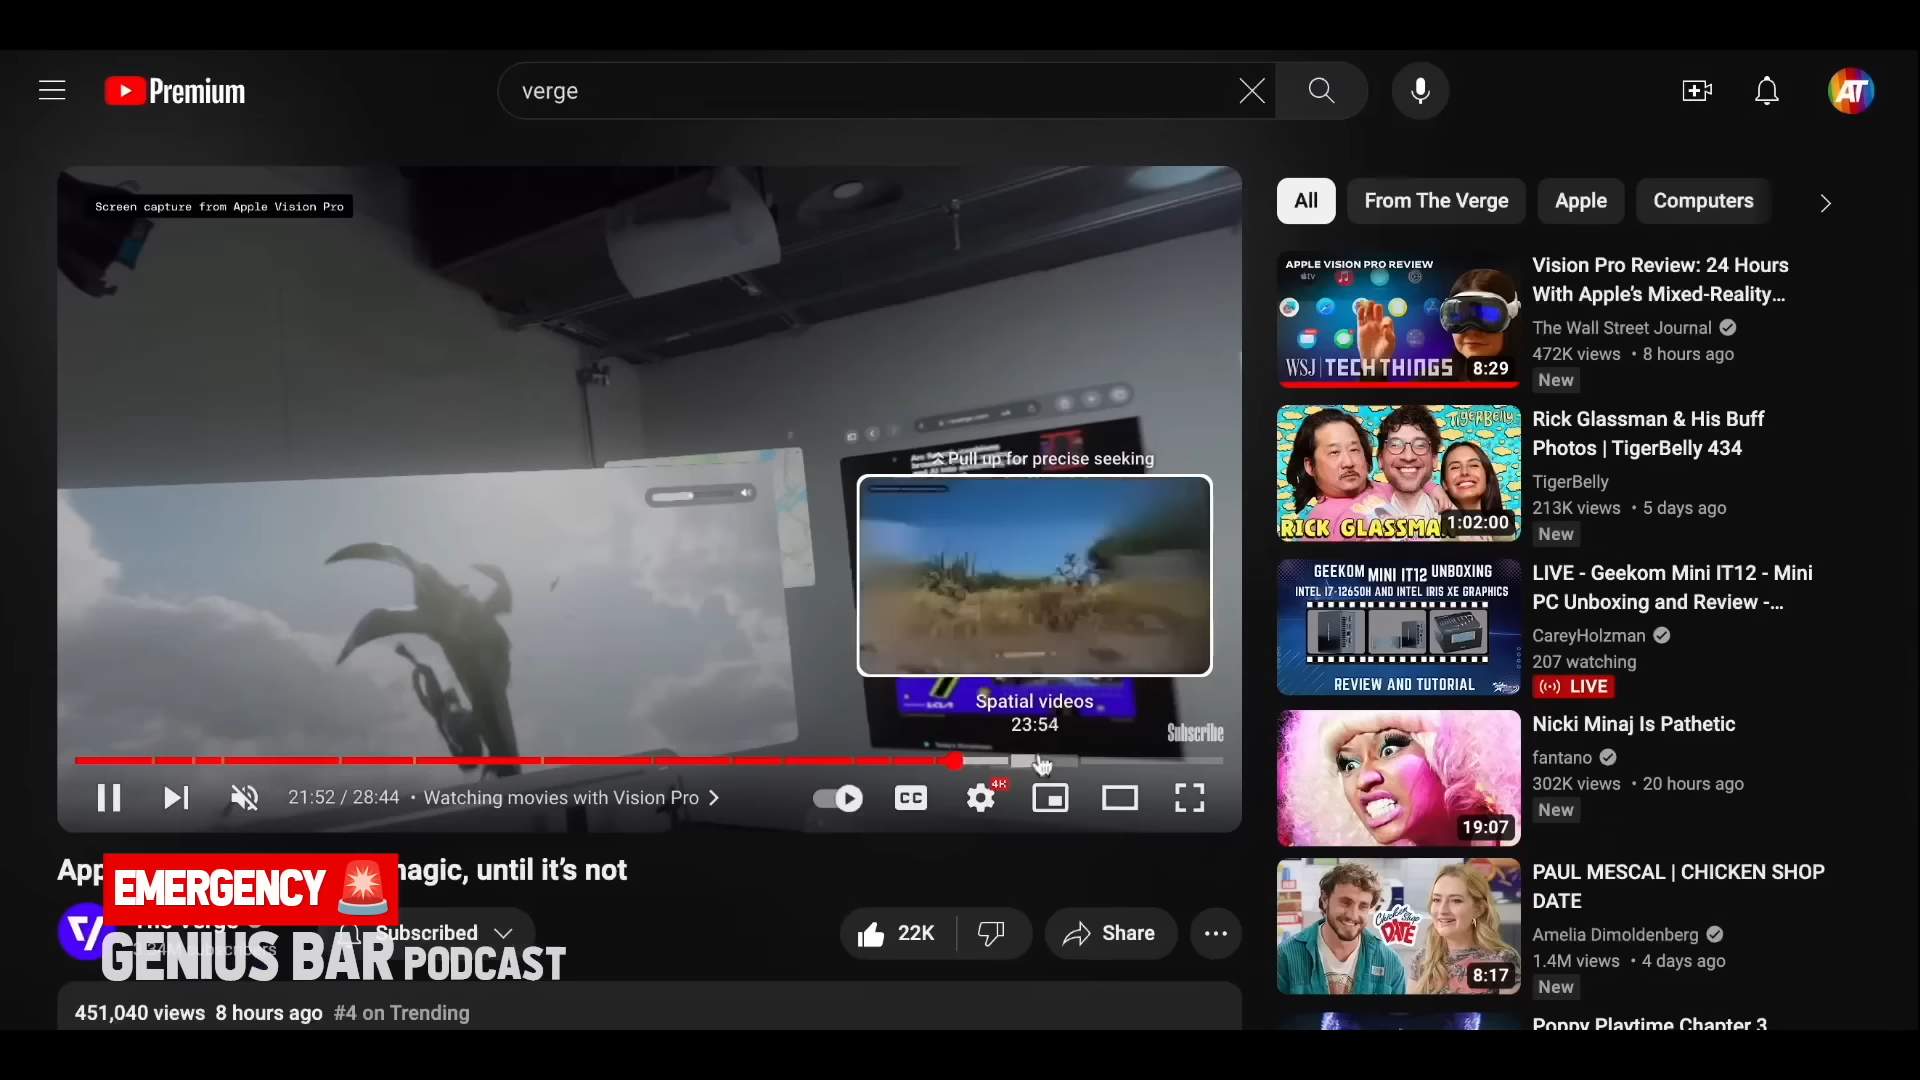 Premium
verge
AT
Screen capture from Apple Vision Pro
Pull up for precise seeking
Spatial videos
23:54
Subscribe
21:52 / 28:44 • Watching movies with Vision Pro
CC
4K
App
magic, until it's not
EMERGENCY
GENIUS BAR PODCAST
Subscribed
22K
Share
451,040 views 8 hours ago #4 on Trending
All
From The Verge
Apple
Computers
APPLE VISION PRO REVIEW
WSJ | TECH THINGS
8:29
Vision Pro Review: 24 Hours
With Apple's Mixed-Reality...
The Wall Street Journal
472K views • 8 hours ago
New
TIGERBELLY
RICK GLASSMA
1:02:00
Rick Glassman & His Buff
Photos | TigerBelly 434
TigerBelly
213K views • 5 days ago
New
GEEKOM MINI IT12 UNBOXING
INTEL I7-12650H AND INTEL IRIS XE GRAPHICS
REVIEW AND TUTORIAL
LIVE - Geekom Mini IT12 - Mini
PC Unboxing and Review -...
CareyHolzman
207 watching
LIVE
19:07
Nicki Minaj Is Pathetic
fantano
302K views • 20 hours ago
New
Chicken Shop
DATE
8:17
PAUL MESCAL | CHICKEN SHOP
DATE
Amelia Dimoldenberg
1.4M views • 4 days ago
New
Poppy Playtime Chapter 3